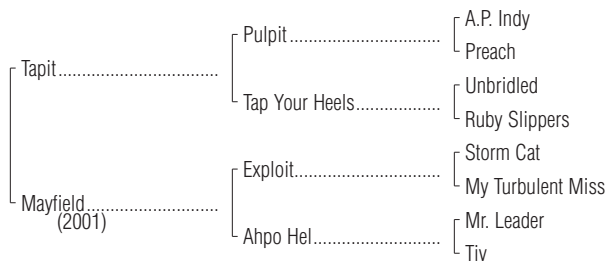 A.P. Indy
Pulpit
Preach
Tapit
Unbridled
Tap Your Heels
Ruby Slippers
Storm Cat
Exploit
My Turbulent Miss
Mayfield
(2001)
Mr. Leader
Ahpo Hel
Tiy